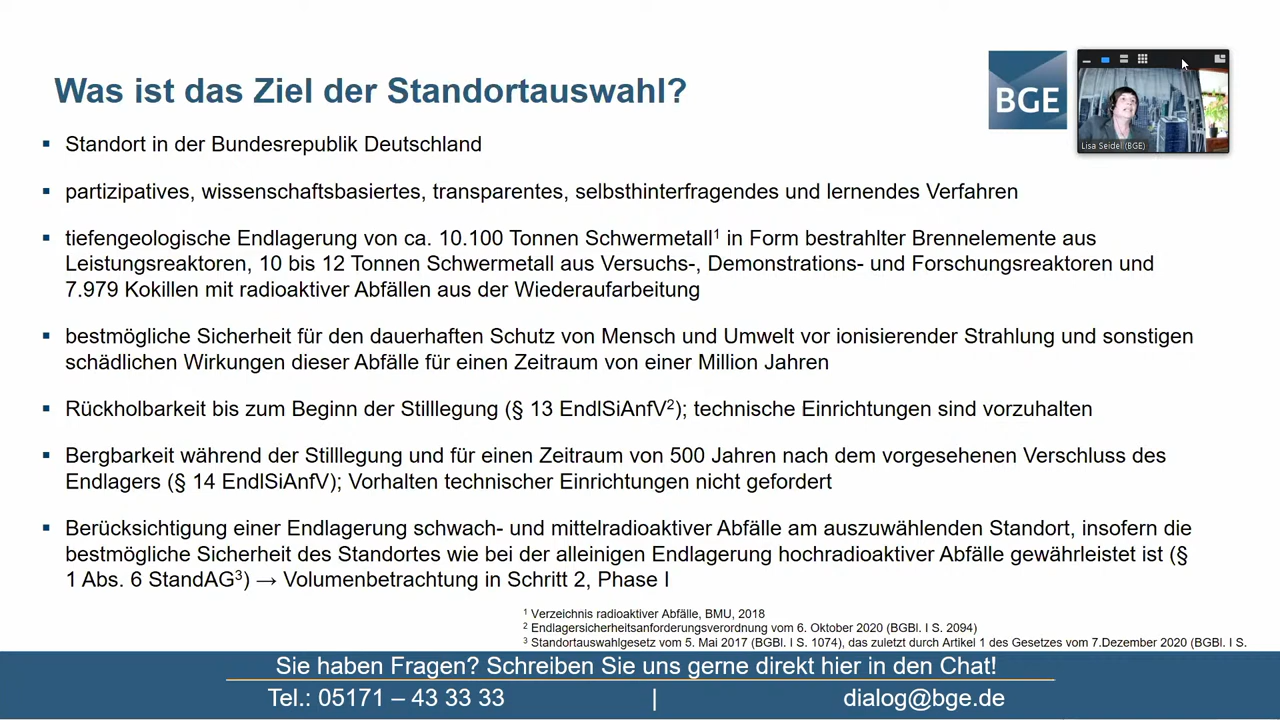 Was ist das Ziel der Standortauswahl?
BGE
Lisa Seidel (BGE)
▪ Standort in der Bundesrepublik Deutschland
▪ partizipatives, wissenschaftsbasiertes, transparentes, selbsthinterfragendes und lernendes Verfahren
▪ tiefengeologische Endlagerung von ca. 10.100 Tonnen Schwermetall¹ in Form bestrahlter Brennelemente aus
Leistungsreaktoren, 10 bis 12 Tonnen Schwermetall aus Versuchs-, Demonstrations- und Forschungsreaktoren und
7.979 Kokillen mit radioaktiver Abfällen aus der Wiederaufarbeitung
▪ bestmögliche Sicherheit für den dauerhaften Schutz von Mensch und Umwelt vor ionisierender Strahlung und sonstigen
schädlichen Wirkungen dieser Abfälle für einen Zeitraum von einer Million Jahren
▪ Rückholbarkeit bis zum Beginn der Stilllegung (§ 13 EndlSiAnfV²); technische Einrichtungen sind vorzuhalten
▪ Bergbarkeit während der Stilllegung und für einen Zeitraum von 500 Jahren nach dem vorgesehenen Verschluss des
Endlagers (§ 14 EndlSiAnfV); Vorhalten technischer Einrichtungen nicht gefordert
▪ Berücksichtigung einer Endlagerung schwach- und mittelradioaktiver Abfälle am auszuwählenden Standort, insofern die
bestmögliche Sicherheit des Standortes wie bei der alleinigen Endlagerung hochradioaktiver Abfälle gewährleistet ist (§
1 Abs. 6 StandAG³) → Volumenbetrachtung in Schritt 2, Phase I
¹ Verzeichnis radioaktiver Abfälle, BMU, 2018
² Endlagersicherheitsanforderungsverordnung vom 6. Oktober 2020 (BGBl. I S. 2094)
³ Standortauswahlgesetz vom 5. Mai 2017 (BGBl. I S. 1074), das zuletzt durch Artikel 1 des Gesetzes vom 7.Dezember 2020 (BGBl. I S.
Sie haben Fragen? Schreiben Sie uns gerne direkt hier in den Chat!
Tel.: 05171 – 43 33 33 | dialog@bge.de